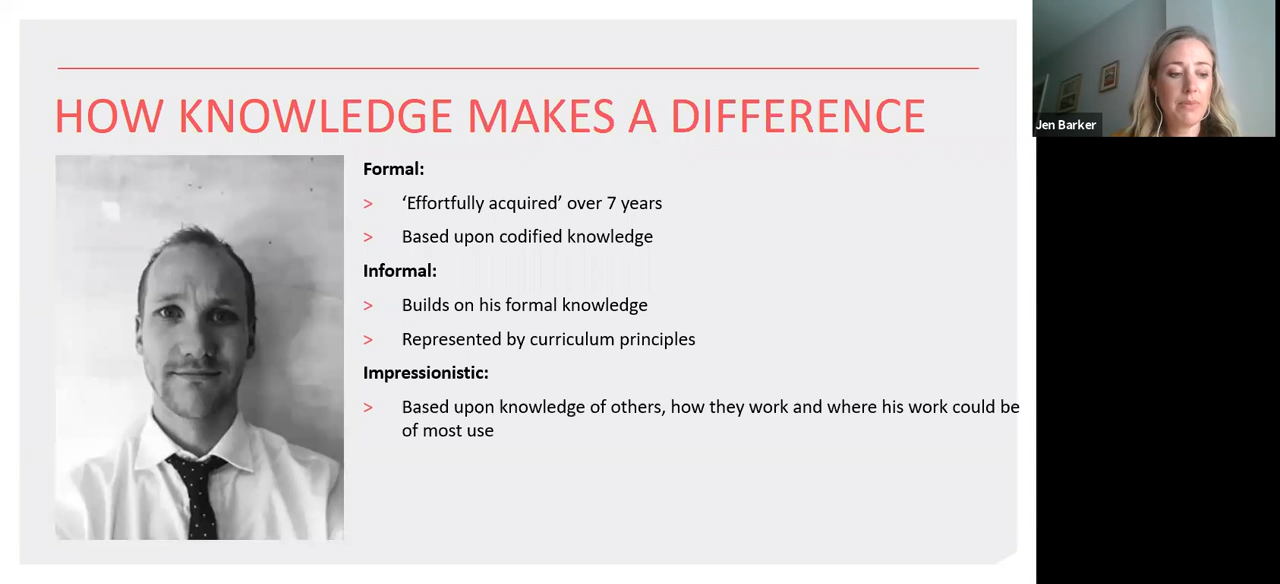 HOW KNOWLEDGE MAKES A DIFFERENCE
Formal:
> ‘Effortfully acquired’ over 7 years
> Based upon codified knowledge
Informal:
> Builds on his formal knowledge
> Represented by curriculum principles
Impressionistic:
> Based upon knowledge of others, how they work and where his work could be
of most use
Jen Barker